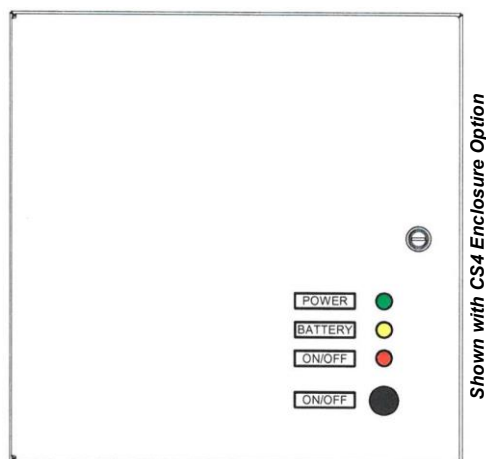 Shown with CS4 Enclosure Option
POWER
BATTERY
ON/OFF
ON/OFF